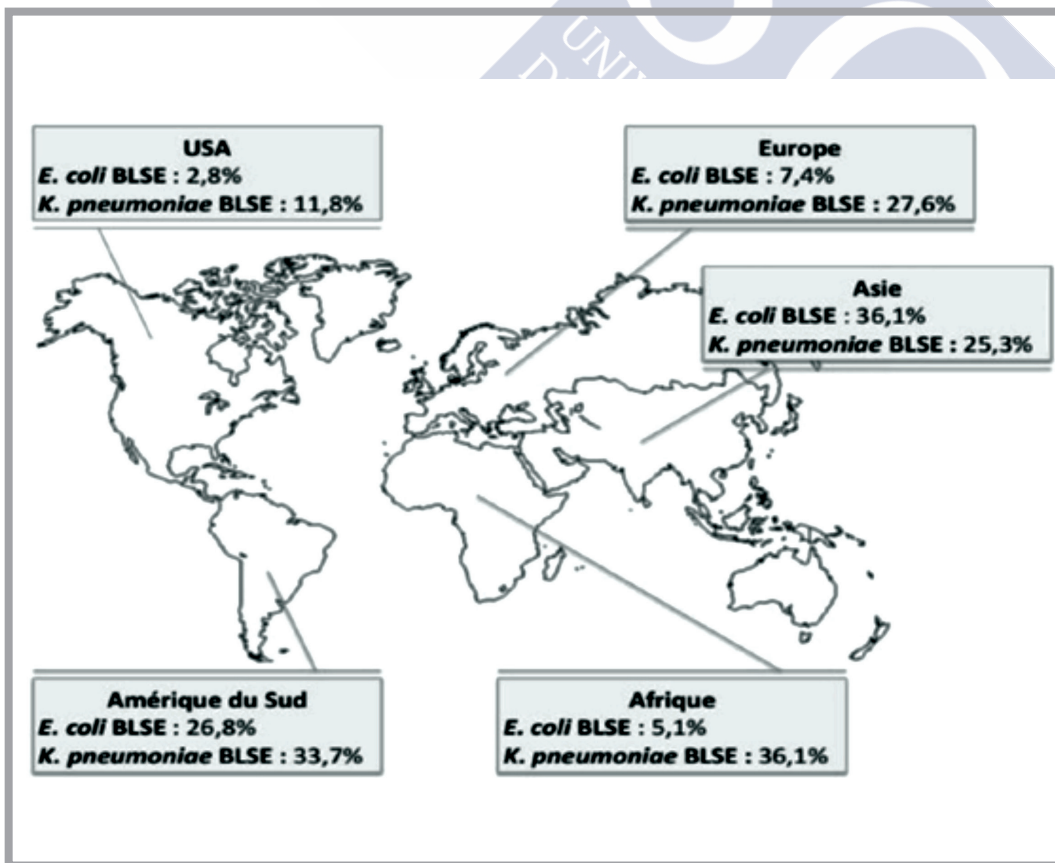 USA
E. coli BLSE : 2,8%
K. pneumoniae BLSE : 11,8%
Europe
E. coli BLSE : 7,4%
K. pneumoniae BLSE : 27,6%
Asie
E. coli BLSE : 36,1%
K. pneumoniae BLSE : 25,3%
Amérique du Sud
E. coli BLSE : 26,8%
K. pneumoniae BLSE : 33,7%
Afrique
E. coli BLSE : 5,1%
K. pneumoniae BLSE : 36,1%